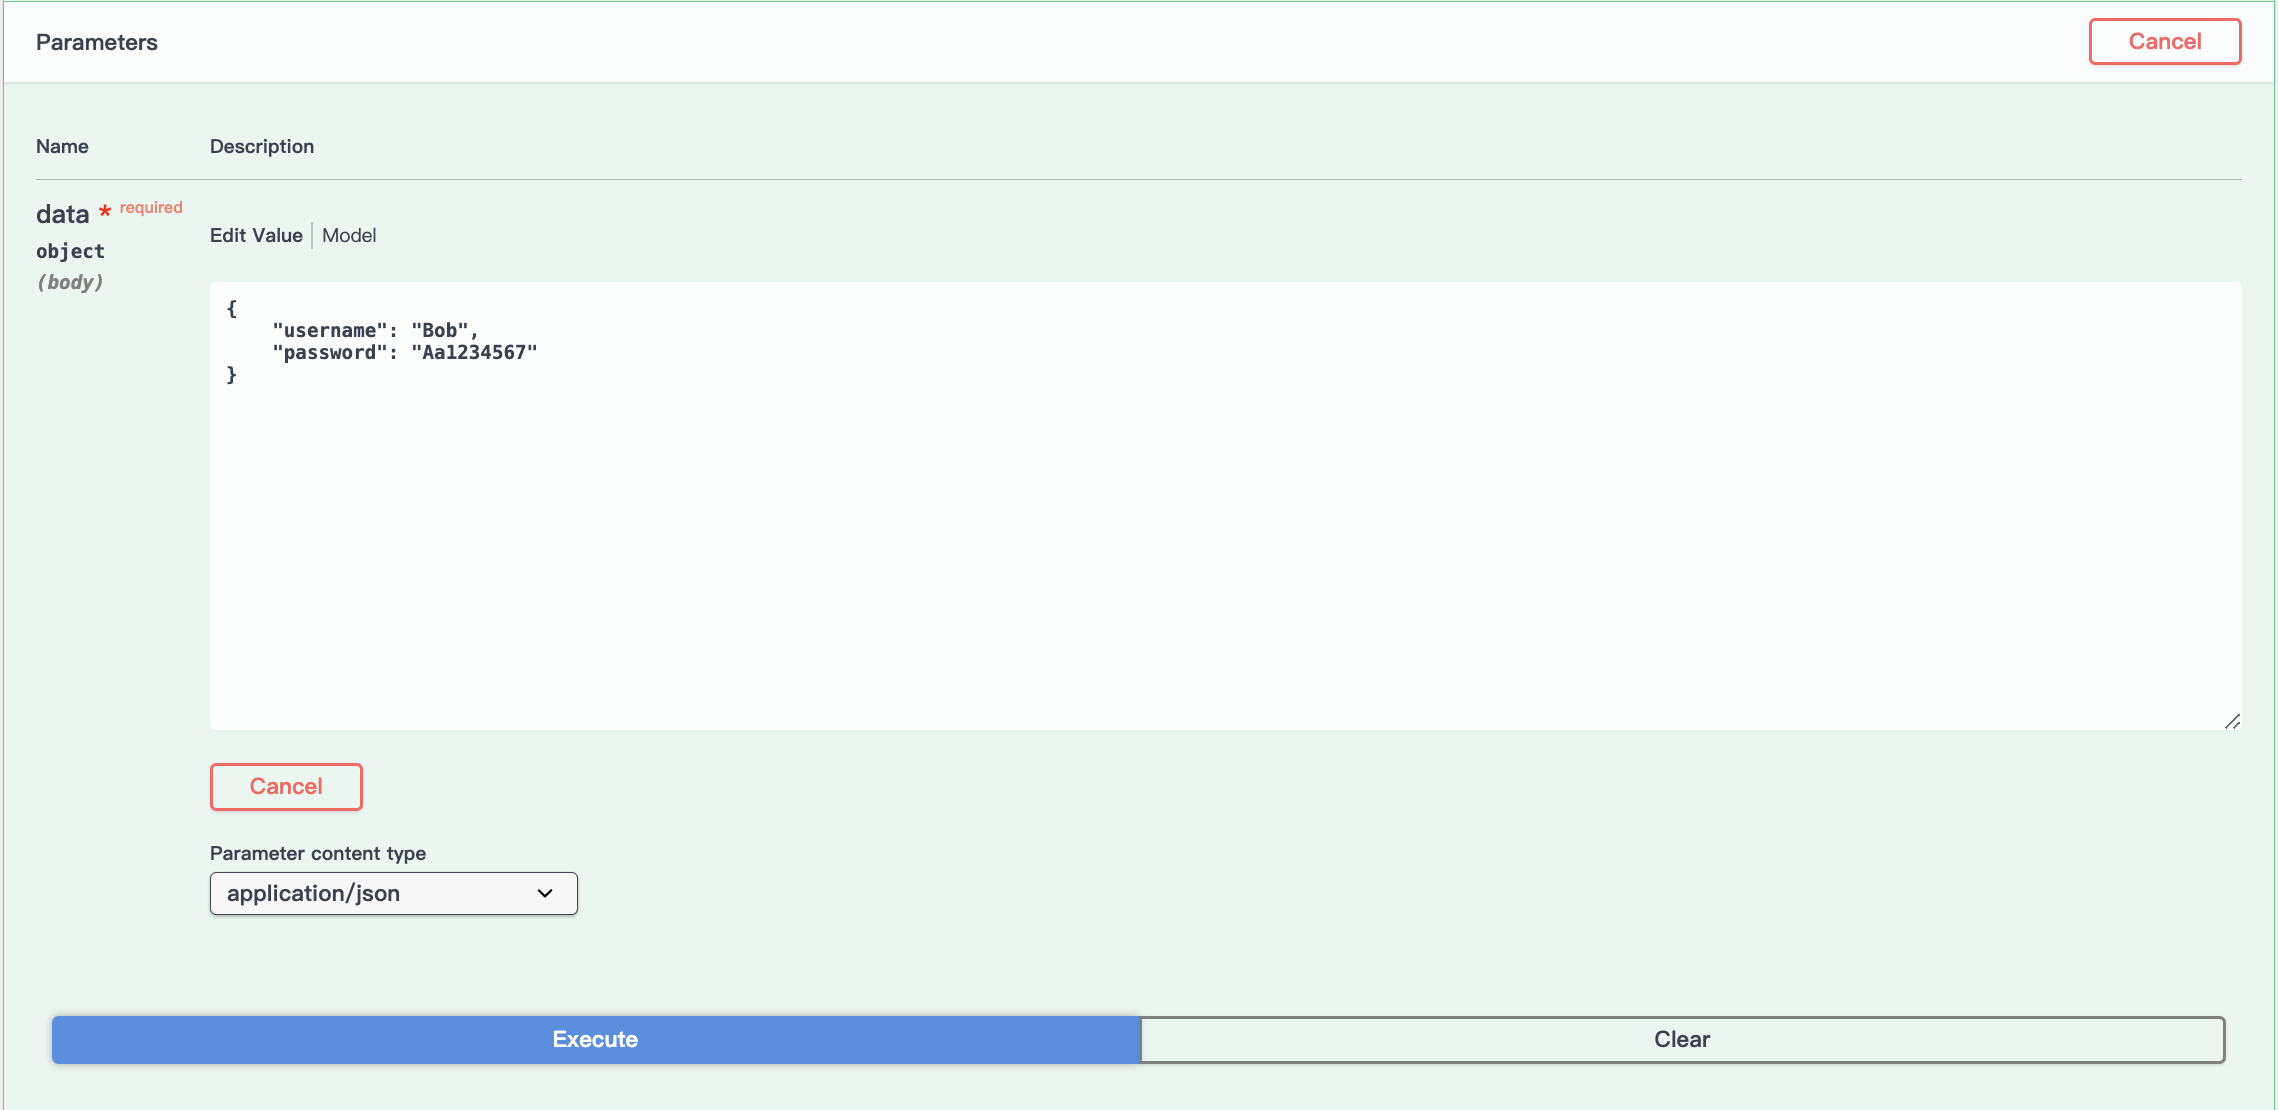 Parameters
Cancel
Name Description
data * required
object
(body)
Edit Value | Model
{
    "username": "Bob",
    "password": "Aa1234567"
}
Cancel
Parameter content type
application/json
Execute
Clear